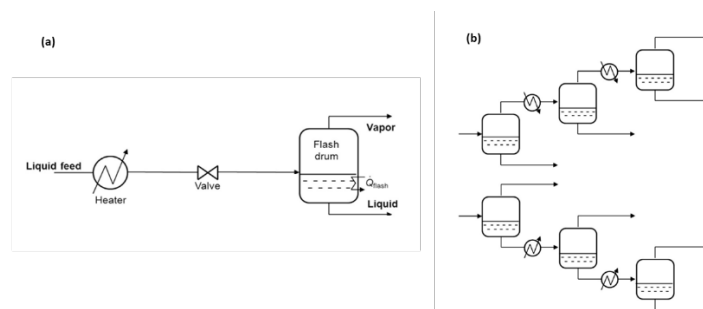 (a)
Liquid feed
Heater
Valve
Flash
drum
Vapor
Q̇flash
Liquid
(b)